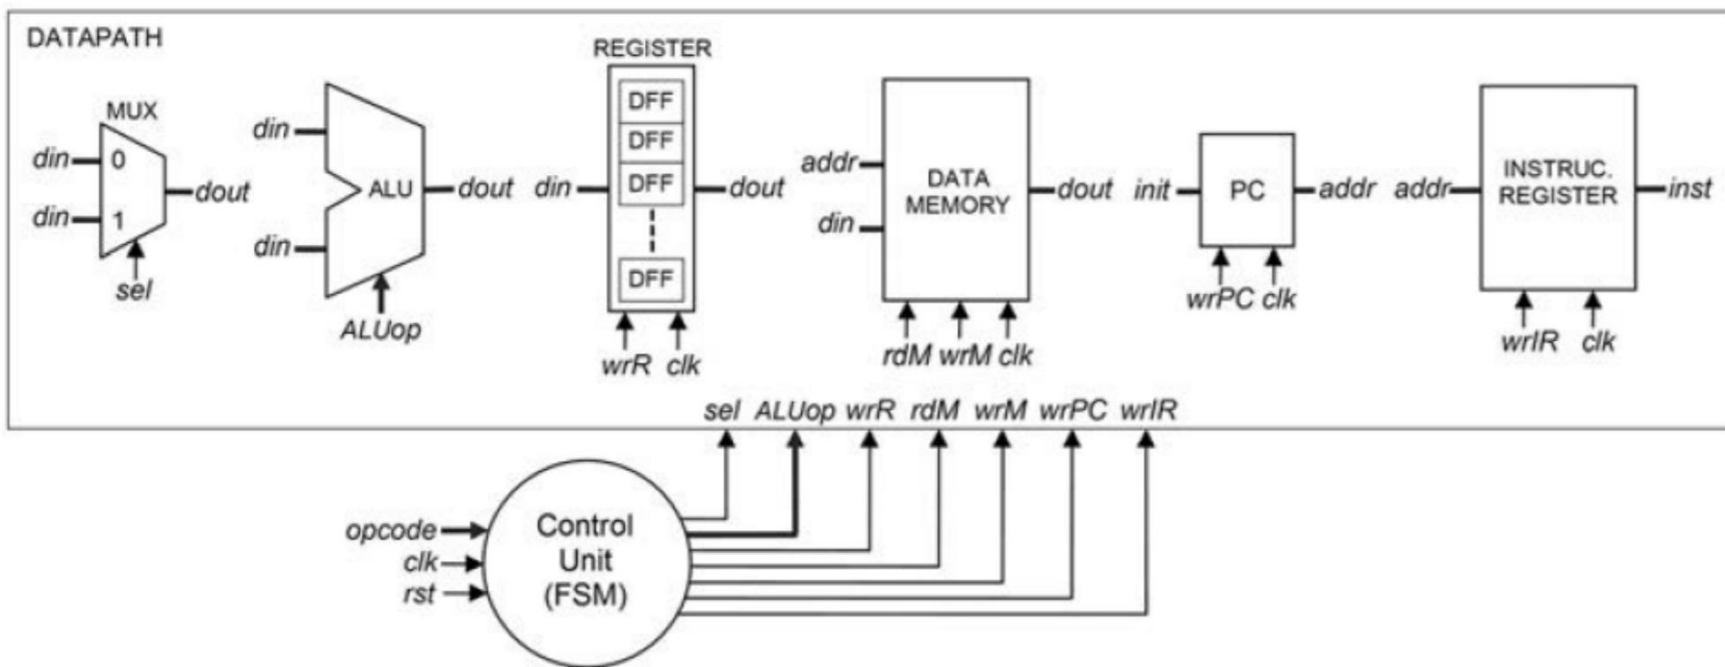 DATAPATH
MUX
din
0
din
1
dout
sel
din
din
ALU
dout
ALUop
REGISTER
din
DFF
DFF
DFF
DFF
dout
wrR clk
addr
din
DATA
MEMORY
dout
rdM wrM clk
init
PC
addr
wrPC clk
addr
INSTRUC.
REGISTER
inst
wrIR clk
sel ALUop wrR rdM wrM wrPC wrIR
opcode
clk
rst
Control
Unit
(FSM)